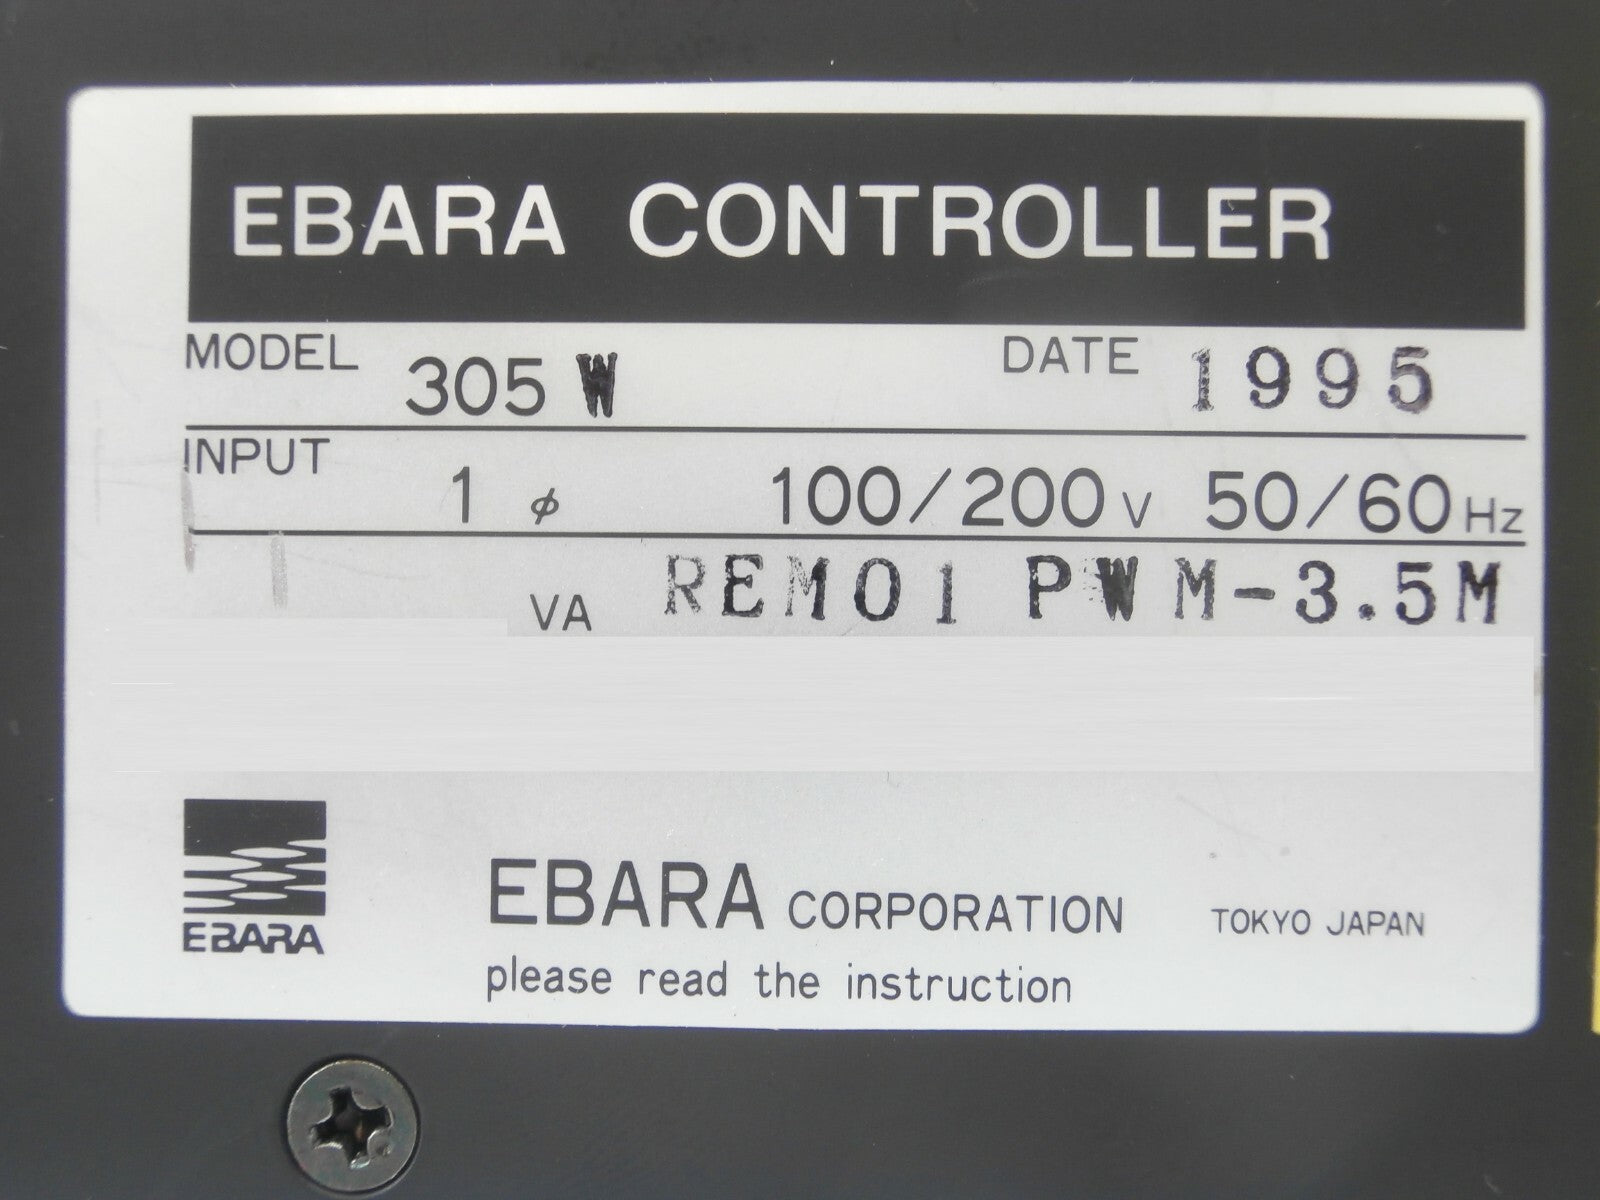 EBARA CONTROLLER
MODEL 305 W DATE 1995
INPUT 1 ϕ 100/200 V 50/60 Hz
VA REM01 PWM-3.5M
EBARA
EBARA CORPORATION TOKYO JAPAN
please read the instruction